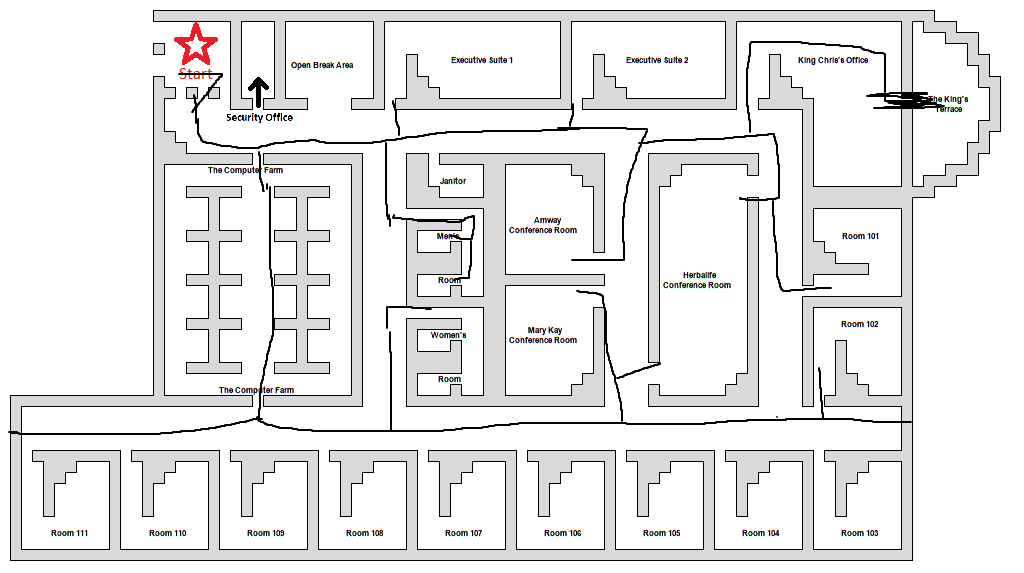 Start
Security Office
Open Break Area
Executive Suite 1
Executive Suite 2
King Chris's Office
The King's
Terrace
The Computer Farm
Janitor
Men's
Room
Amway
Conference Room
Herbalife
Conference Room
Room 101
Women's
Room
Mary Kay
Conference Room
Room 102
The Computer Farm
Room 111
Room 110
Room 109
Room 108
Room 107
Room 106
Room 105
Room 104
Room 103